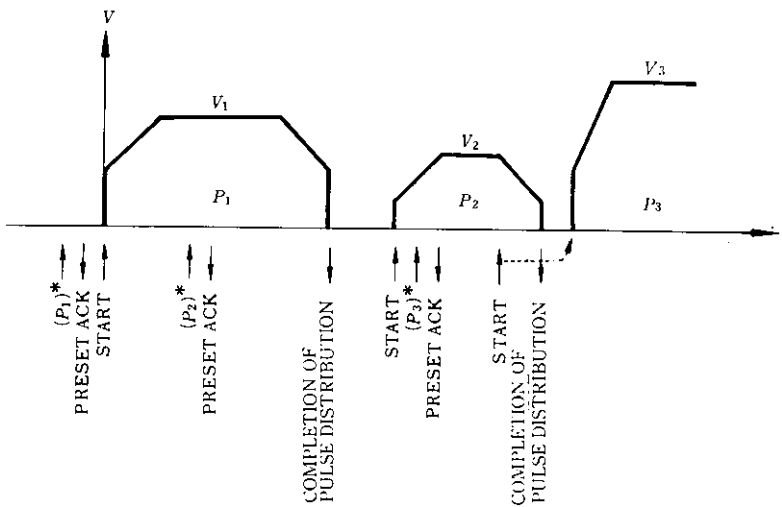 V
V1
V2
V3
P1
P2
P3
(P1)*
PRESET ACK
START
(P2)*
PRESET ACK
COMPLETION OF
PULSE DISTRIBUTION
START
(P3)*
PRESET ACK
START
COMPLETION OF
PULSE DISTRIBUTION